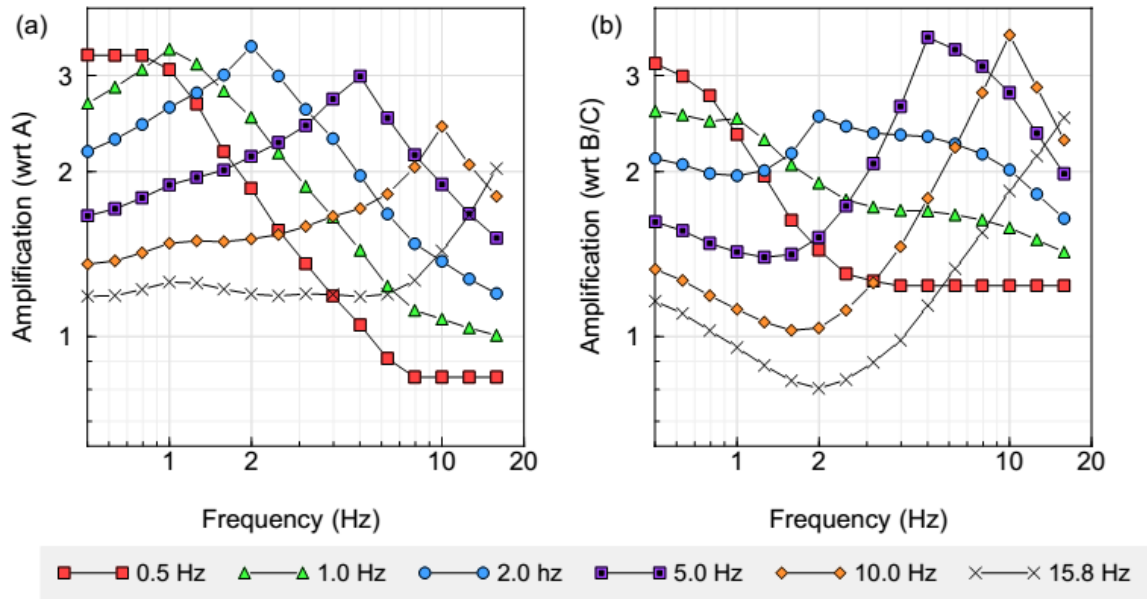 (a)
(b)
Amplification (wrt A)
3
2
1
1
2
10
20
Frequency (Hz)
Amplification (wrt B/C)
3
2
1
1
2
10
20
Frequency (Hz)
0.5 Hz
1.0 Hz
2.0 hz
5.0 Hz
10.0 Hz
15.8 Hz